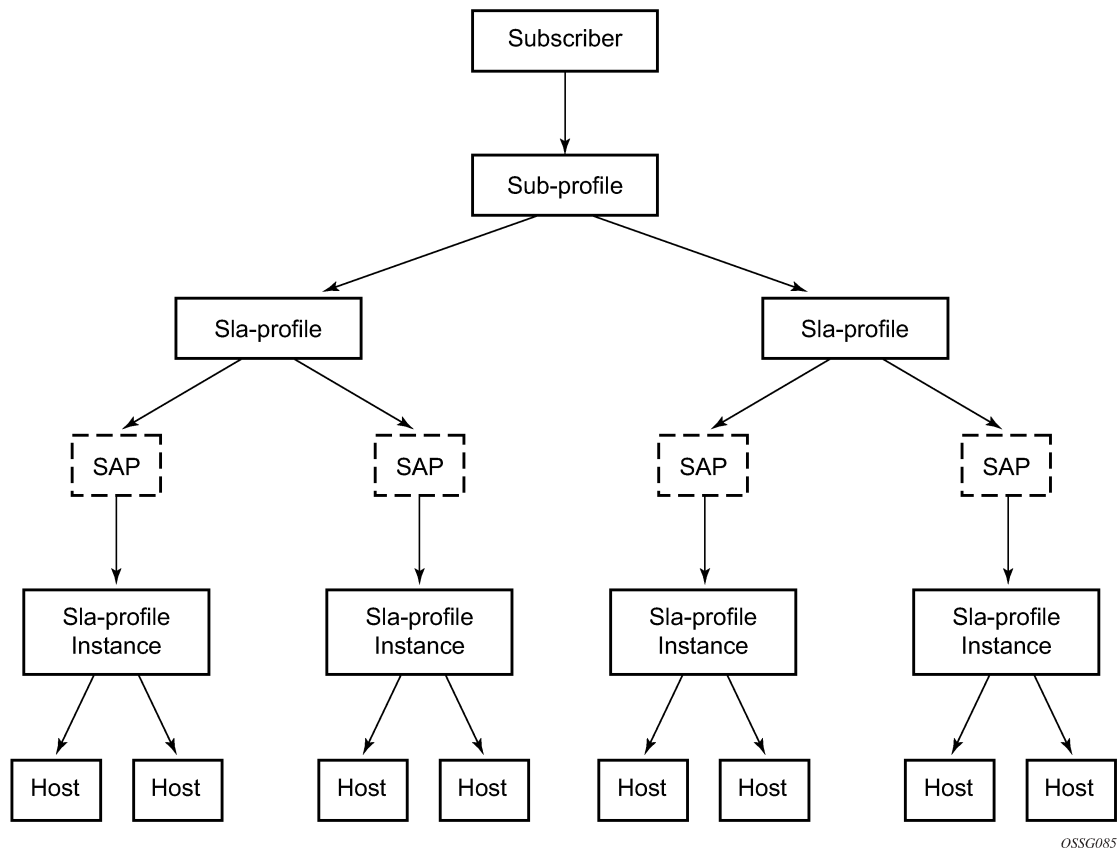 Subscriber
Sub-profile
Sla-profile
Sla-profile
SAP
SAP
SAP
SAP
Sla-profile
Instance
Sla-profile
Instance
Sla-profile
Instance
Sla-profile
Instance
Host
Host
Host
Host
Host
Host
Host
Host
OSSG085